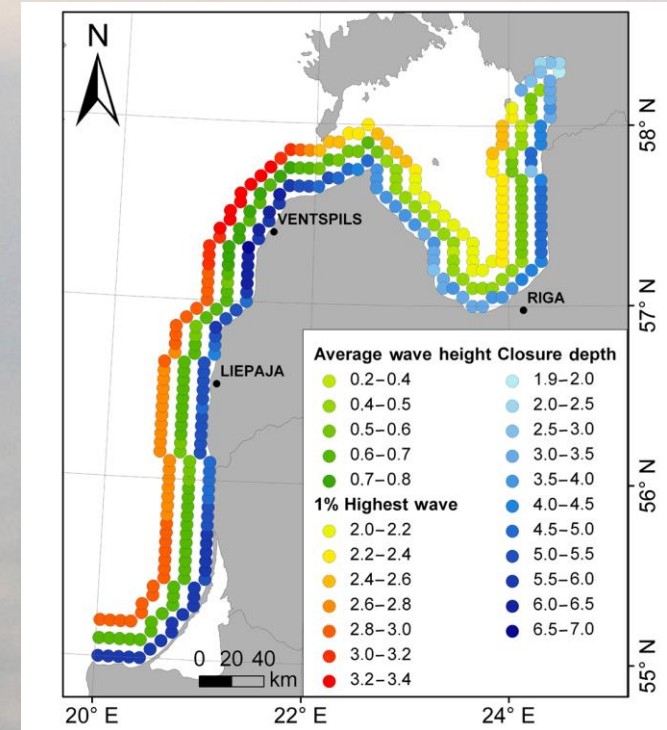 N
58° N
VENTSPILS
57° N
RIGA
LIEPAJA
Average wave height Closure depth
0.2–0.4 1.9–2.0
0.4–0.5 2.0–2.5
0.5–0.6 2.5–3.0
0.6–0.7 3.0–3.5
0.7–0.8 3.5–4.0
1% Highest wave 4.0–4.5
2.0–2.2 4.5–5.0
2.2–2.4 5.0–5.5
2.4–2.6 5.5–6.0
2.6–2.8 6.0–6.5
2.8–3.0 6.5–7.0
3.0–3.2
3.2–3.4
56° N
0 20 40
km
55° N
20° E 22° E 24° E